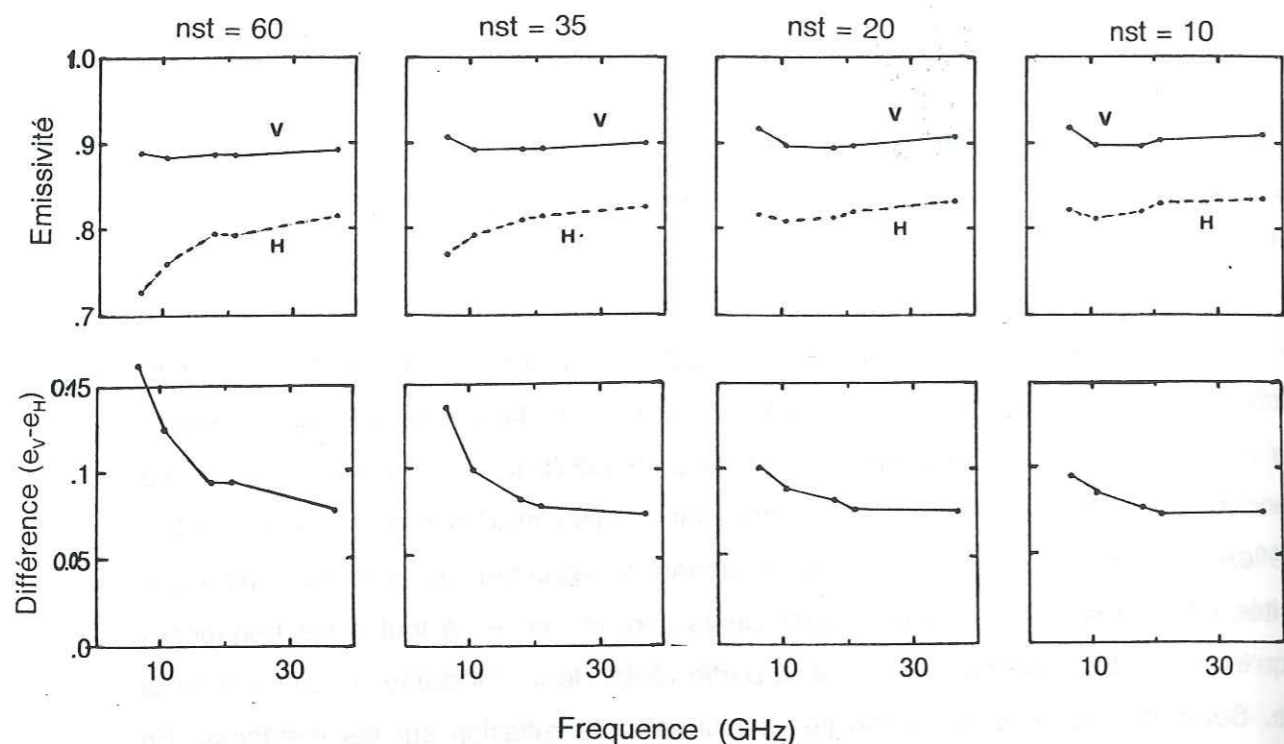 nst = 60 nst = 35 nst = 20 nst = 10
1.0
.9
.8
.7
Emissivité
V
H
V
H
V
H
V
H
0.15
.1
0.05
.0
Différence (eV-eH)
10 30 10 30 10 30 10 30
Frequence (GHz)